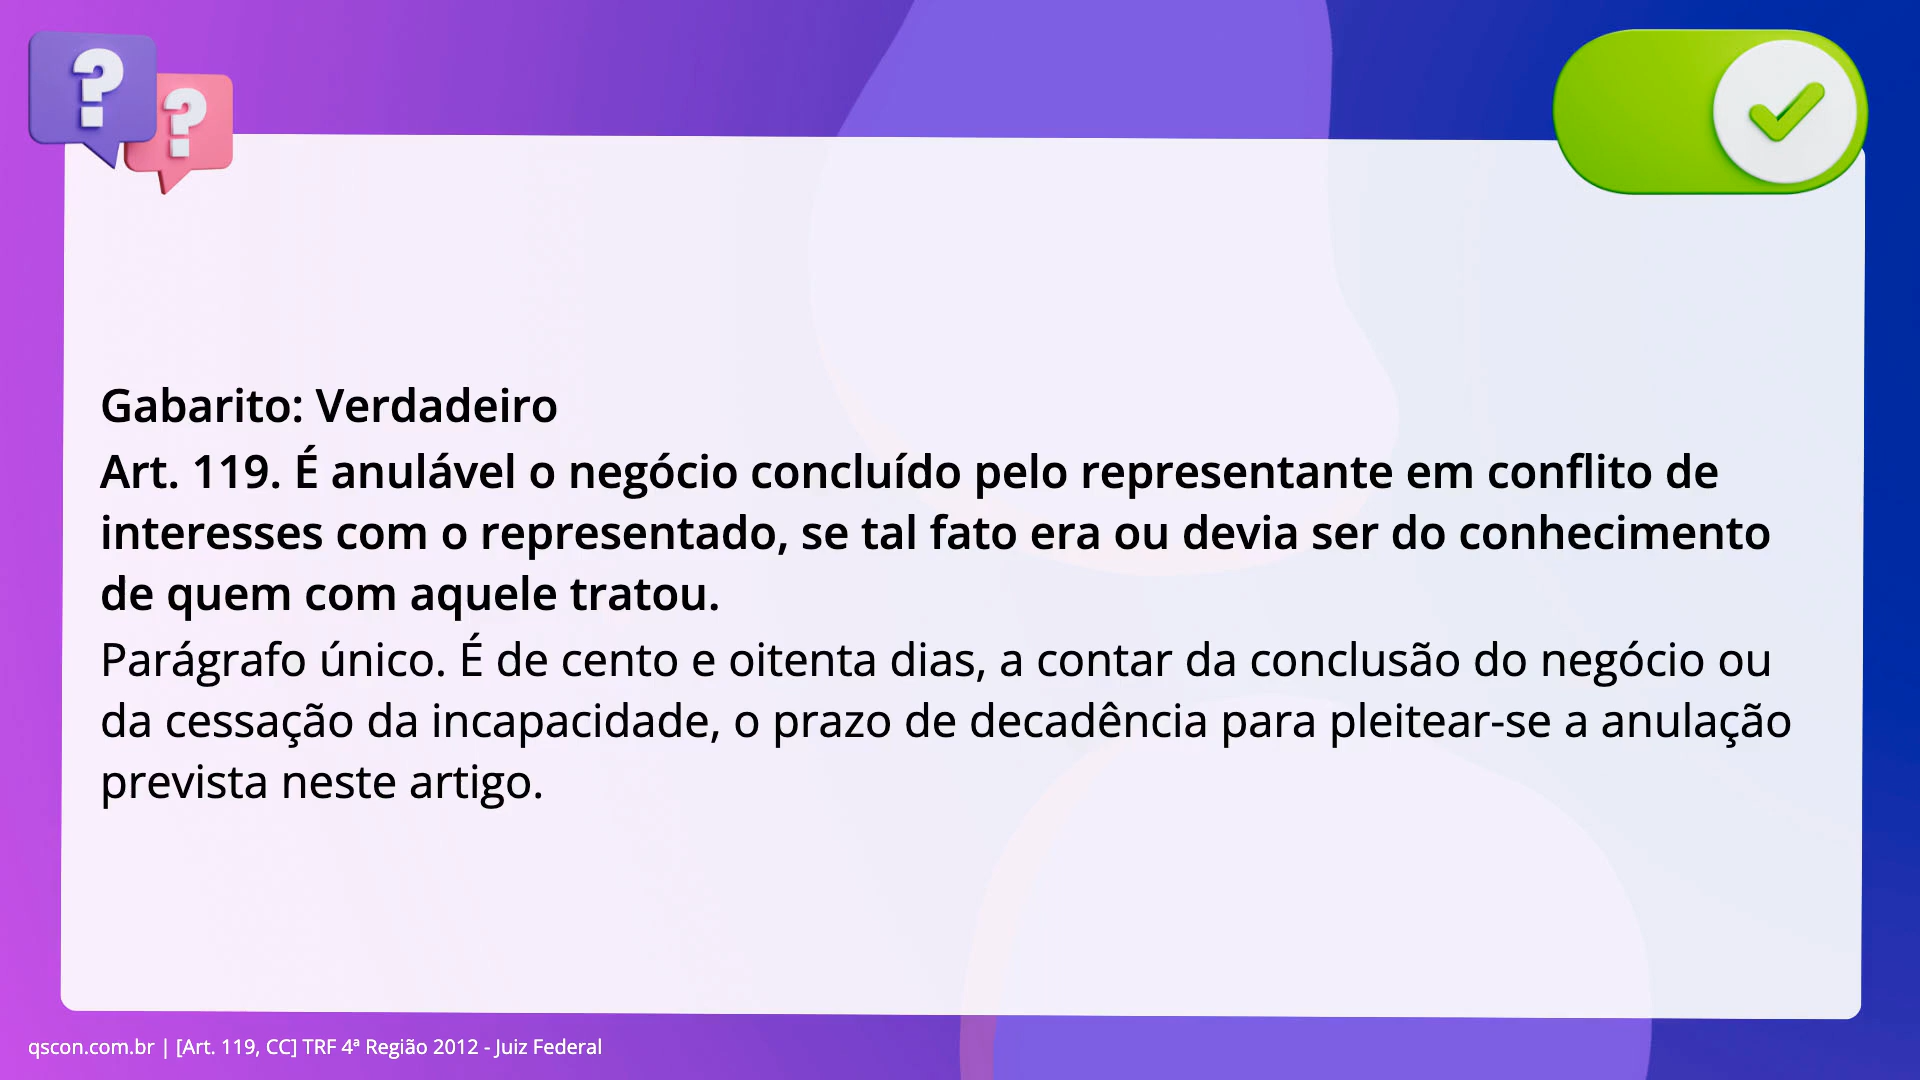 Gabarito: Verdadeiro
Art. 119. É anulável o negócio concluído pelo representante em conflito de
interesses com o representado, se tal fato era ou devia ser do conhecimento
de quem com aquele tratou.
Parágrafo único. É de cento e oitenta dias, a contar da conclusão do negócio ou
da cessação da incapacidade, o prazo de decadência para pleitear-se a anulação
prevista neste artigo.
qscon.com.br | [Art. 119, CC] TRF 4ª Região 2012 - Juiz Federal